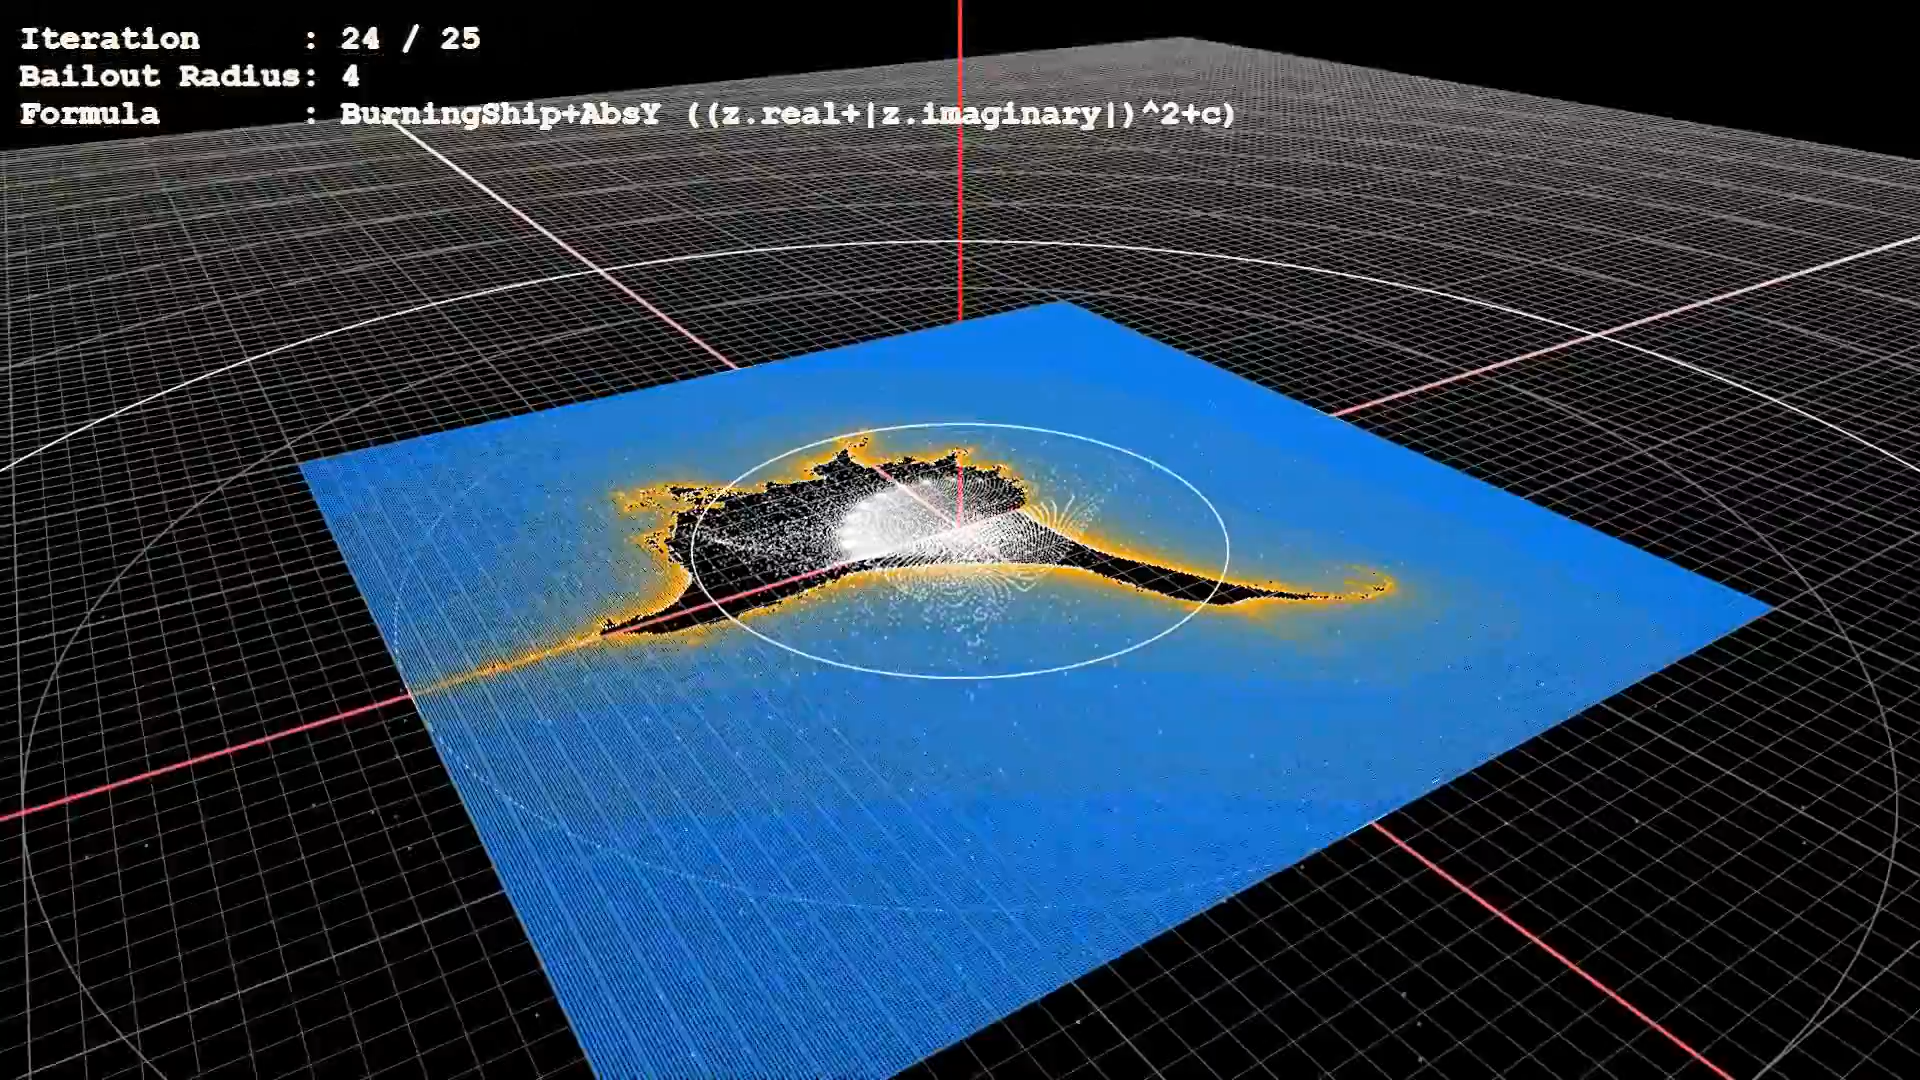 Iteration : 24 / 25
Bailout Radius: 4
Formula : BurningShip+AbsY ((z.real+|z.imaginary|)^2+c)